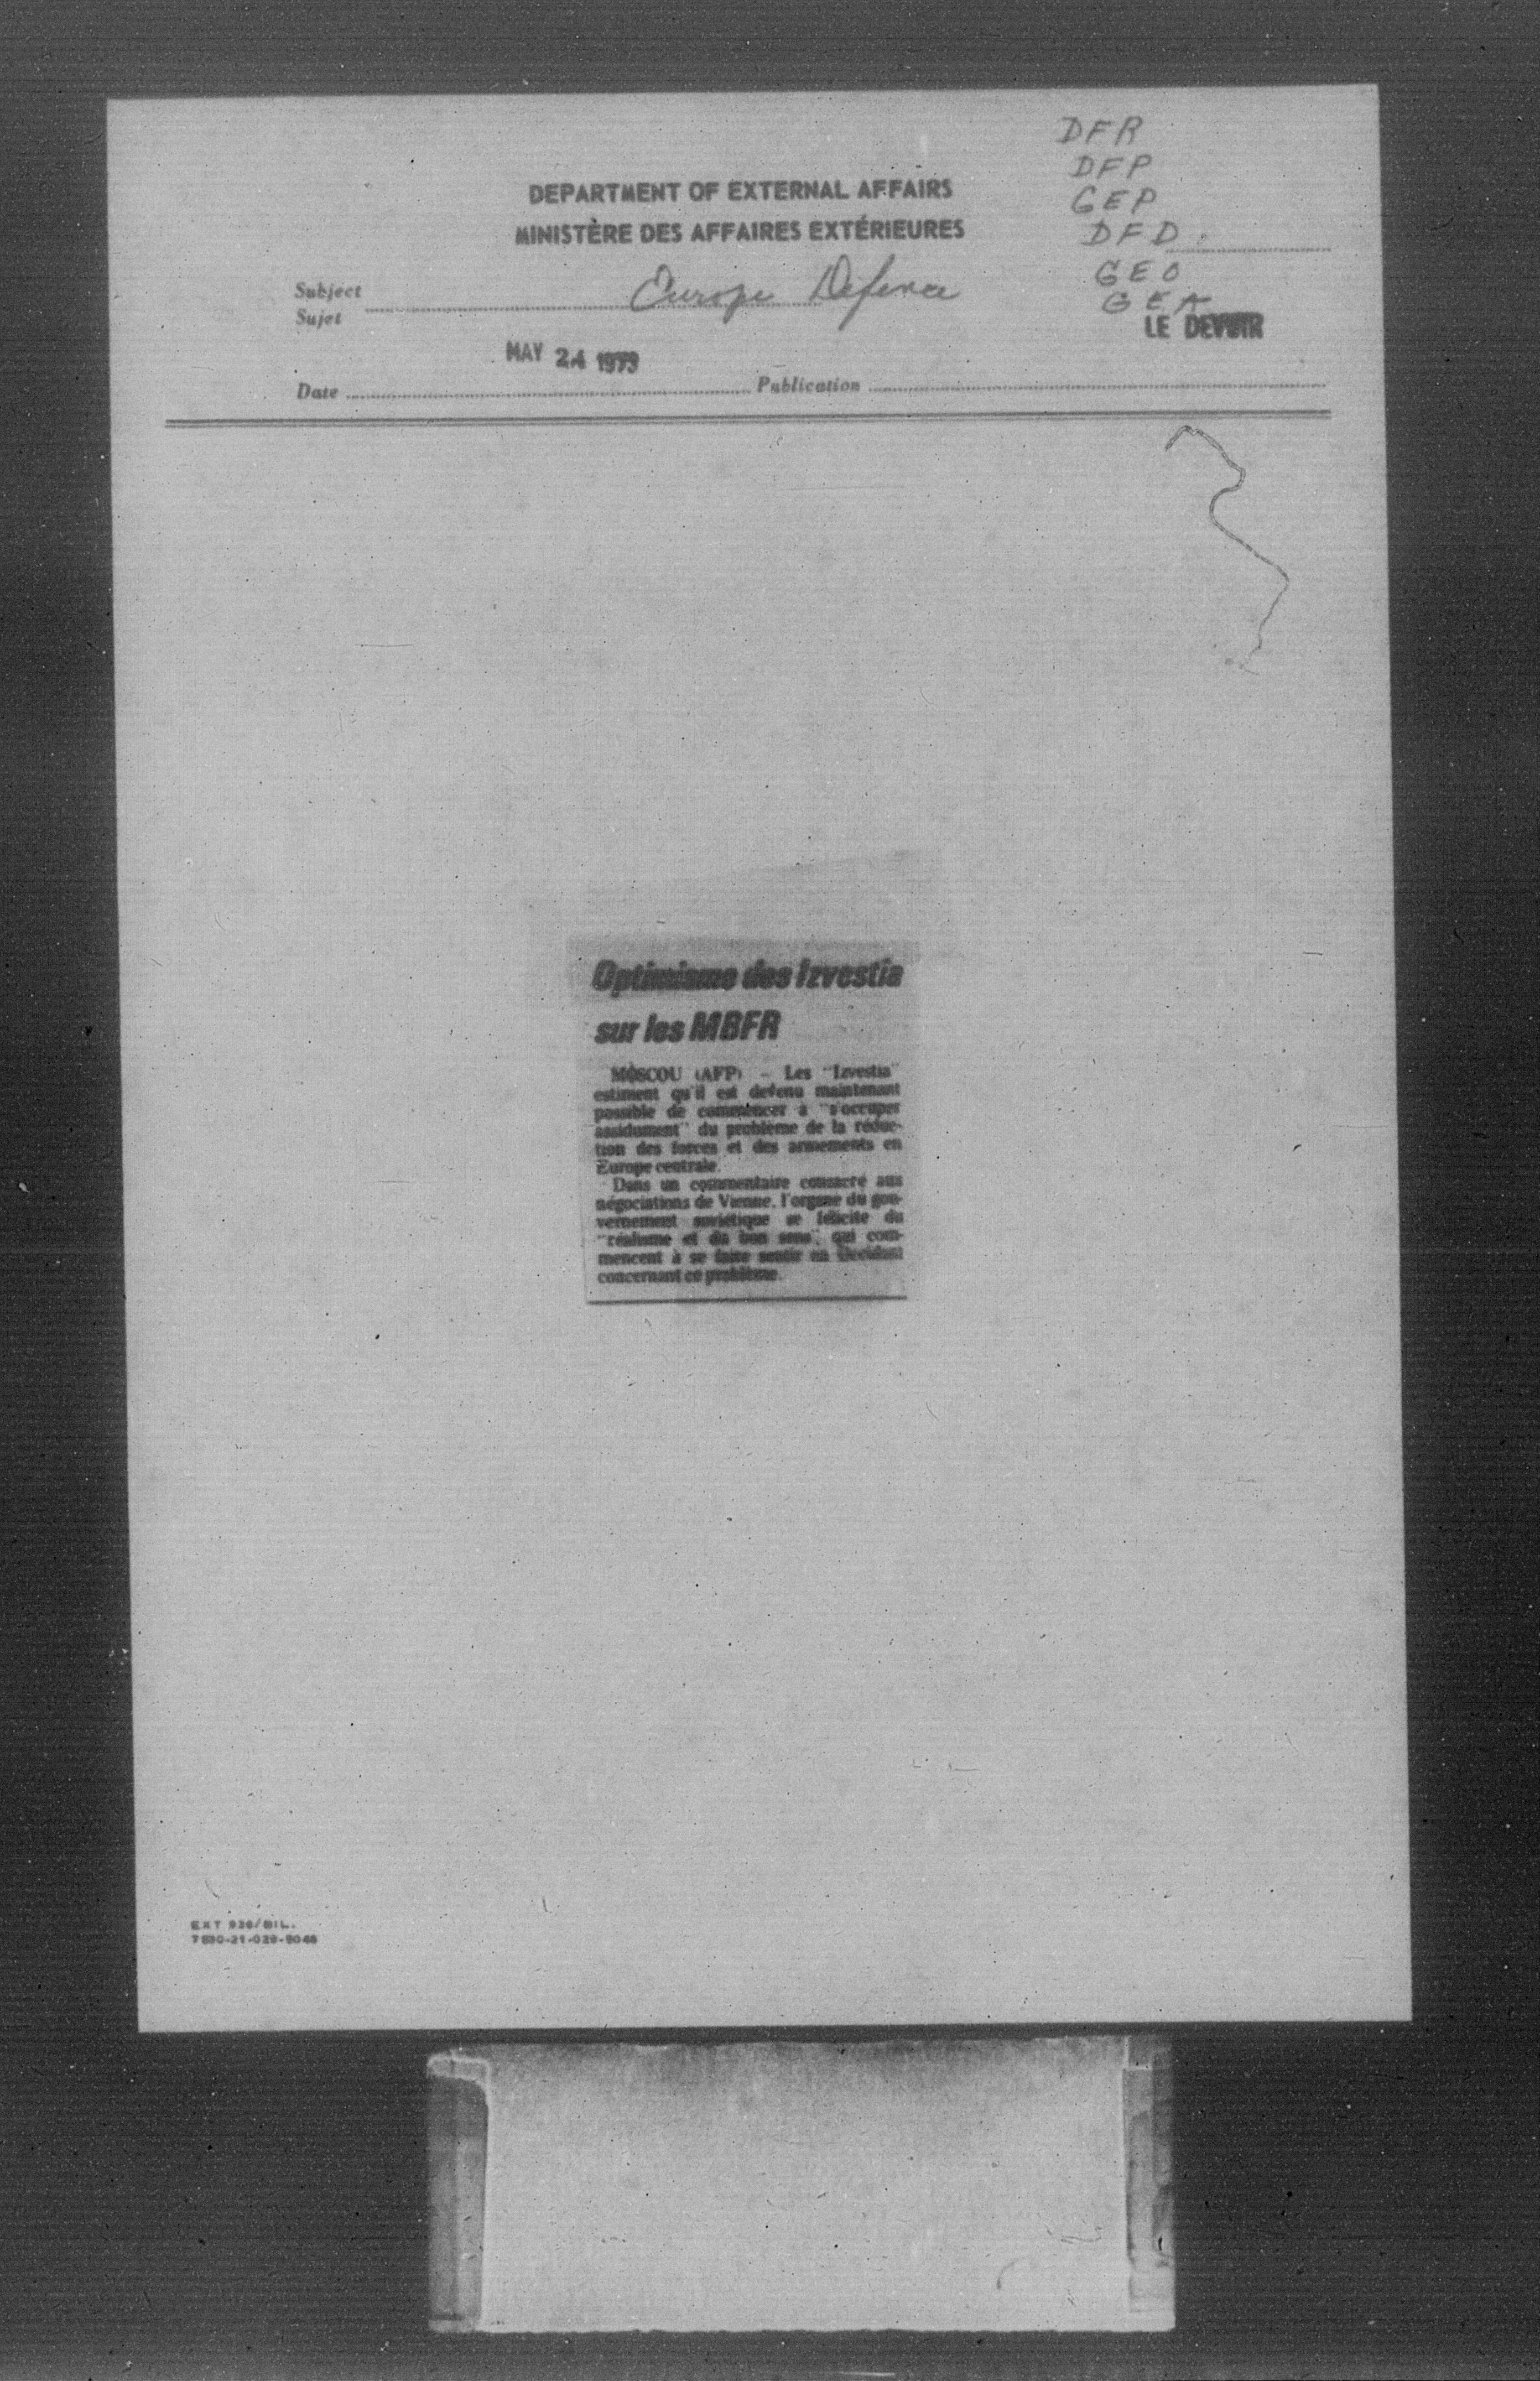 DFR
DFP
GEP
DEPARTMENT OF EXTERNAL AFFAIRS
MINISTÈRE DES AFFAIRES EXTÉRIEURES
DFD
GEO
GEA
Subject
Sujet
Europe Defence
LE DEVOIR
MAY 24 1973
Date
Publication
Optimisme des Izvestia
sur les MBFR
MOSCOU (AFP) - Les "Izvestia"
estiment qu'il est devenu maintenant
possible de commencer à "s'occuper
assidument" du problème de la réduc-
tion des forces et des armements en
Europe centrale.
Dans un commentaire consacré aux
négociations de Vienne, l'organe du gou-
vernement soviétique se félicite du
"réalisme et du bon sens", qui com-
mencent à se faire sentir en Occident
concernant ce problème.
EXT 936/BIL.